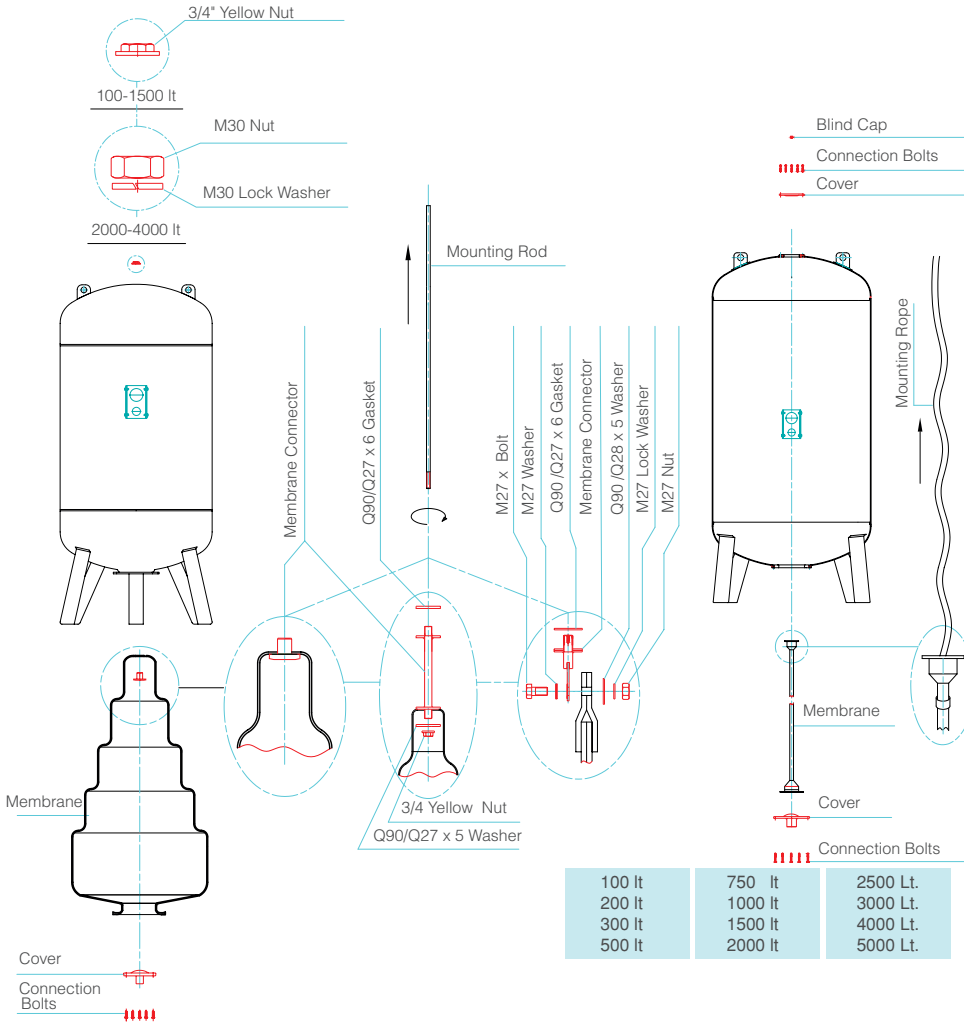 3/4" Yellow Nut
100-1500 lt
M30 Nut
M30 Lock Washer
2000-4000 lt
Mounting Rod
Blind Cap
Connection Bolts
Cover
Membrane Connector
Q90/Q27 x 6 Gasket
M27 x Bolt
M27 Washer
Q90 /Q27 x 6 Gasket
Membrane Connector
Q90 /Q28 x 5 Washer
M27 Lock Washer
M27 Nut
Mounting Rope
Membrane
3/4 Yellow Nut
Q90/Q27 x 5 Washer
Membrane
Cover
Connection Bolts
100 lt 750 lt 2500 Lt.
200 lt 1000 lt 3000 Lt.
300 lt 1500 lt 4000 Lt.
500 lt 2000 lt 5000 Lt.
Cover
Connection
Bolts